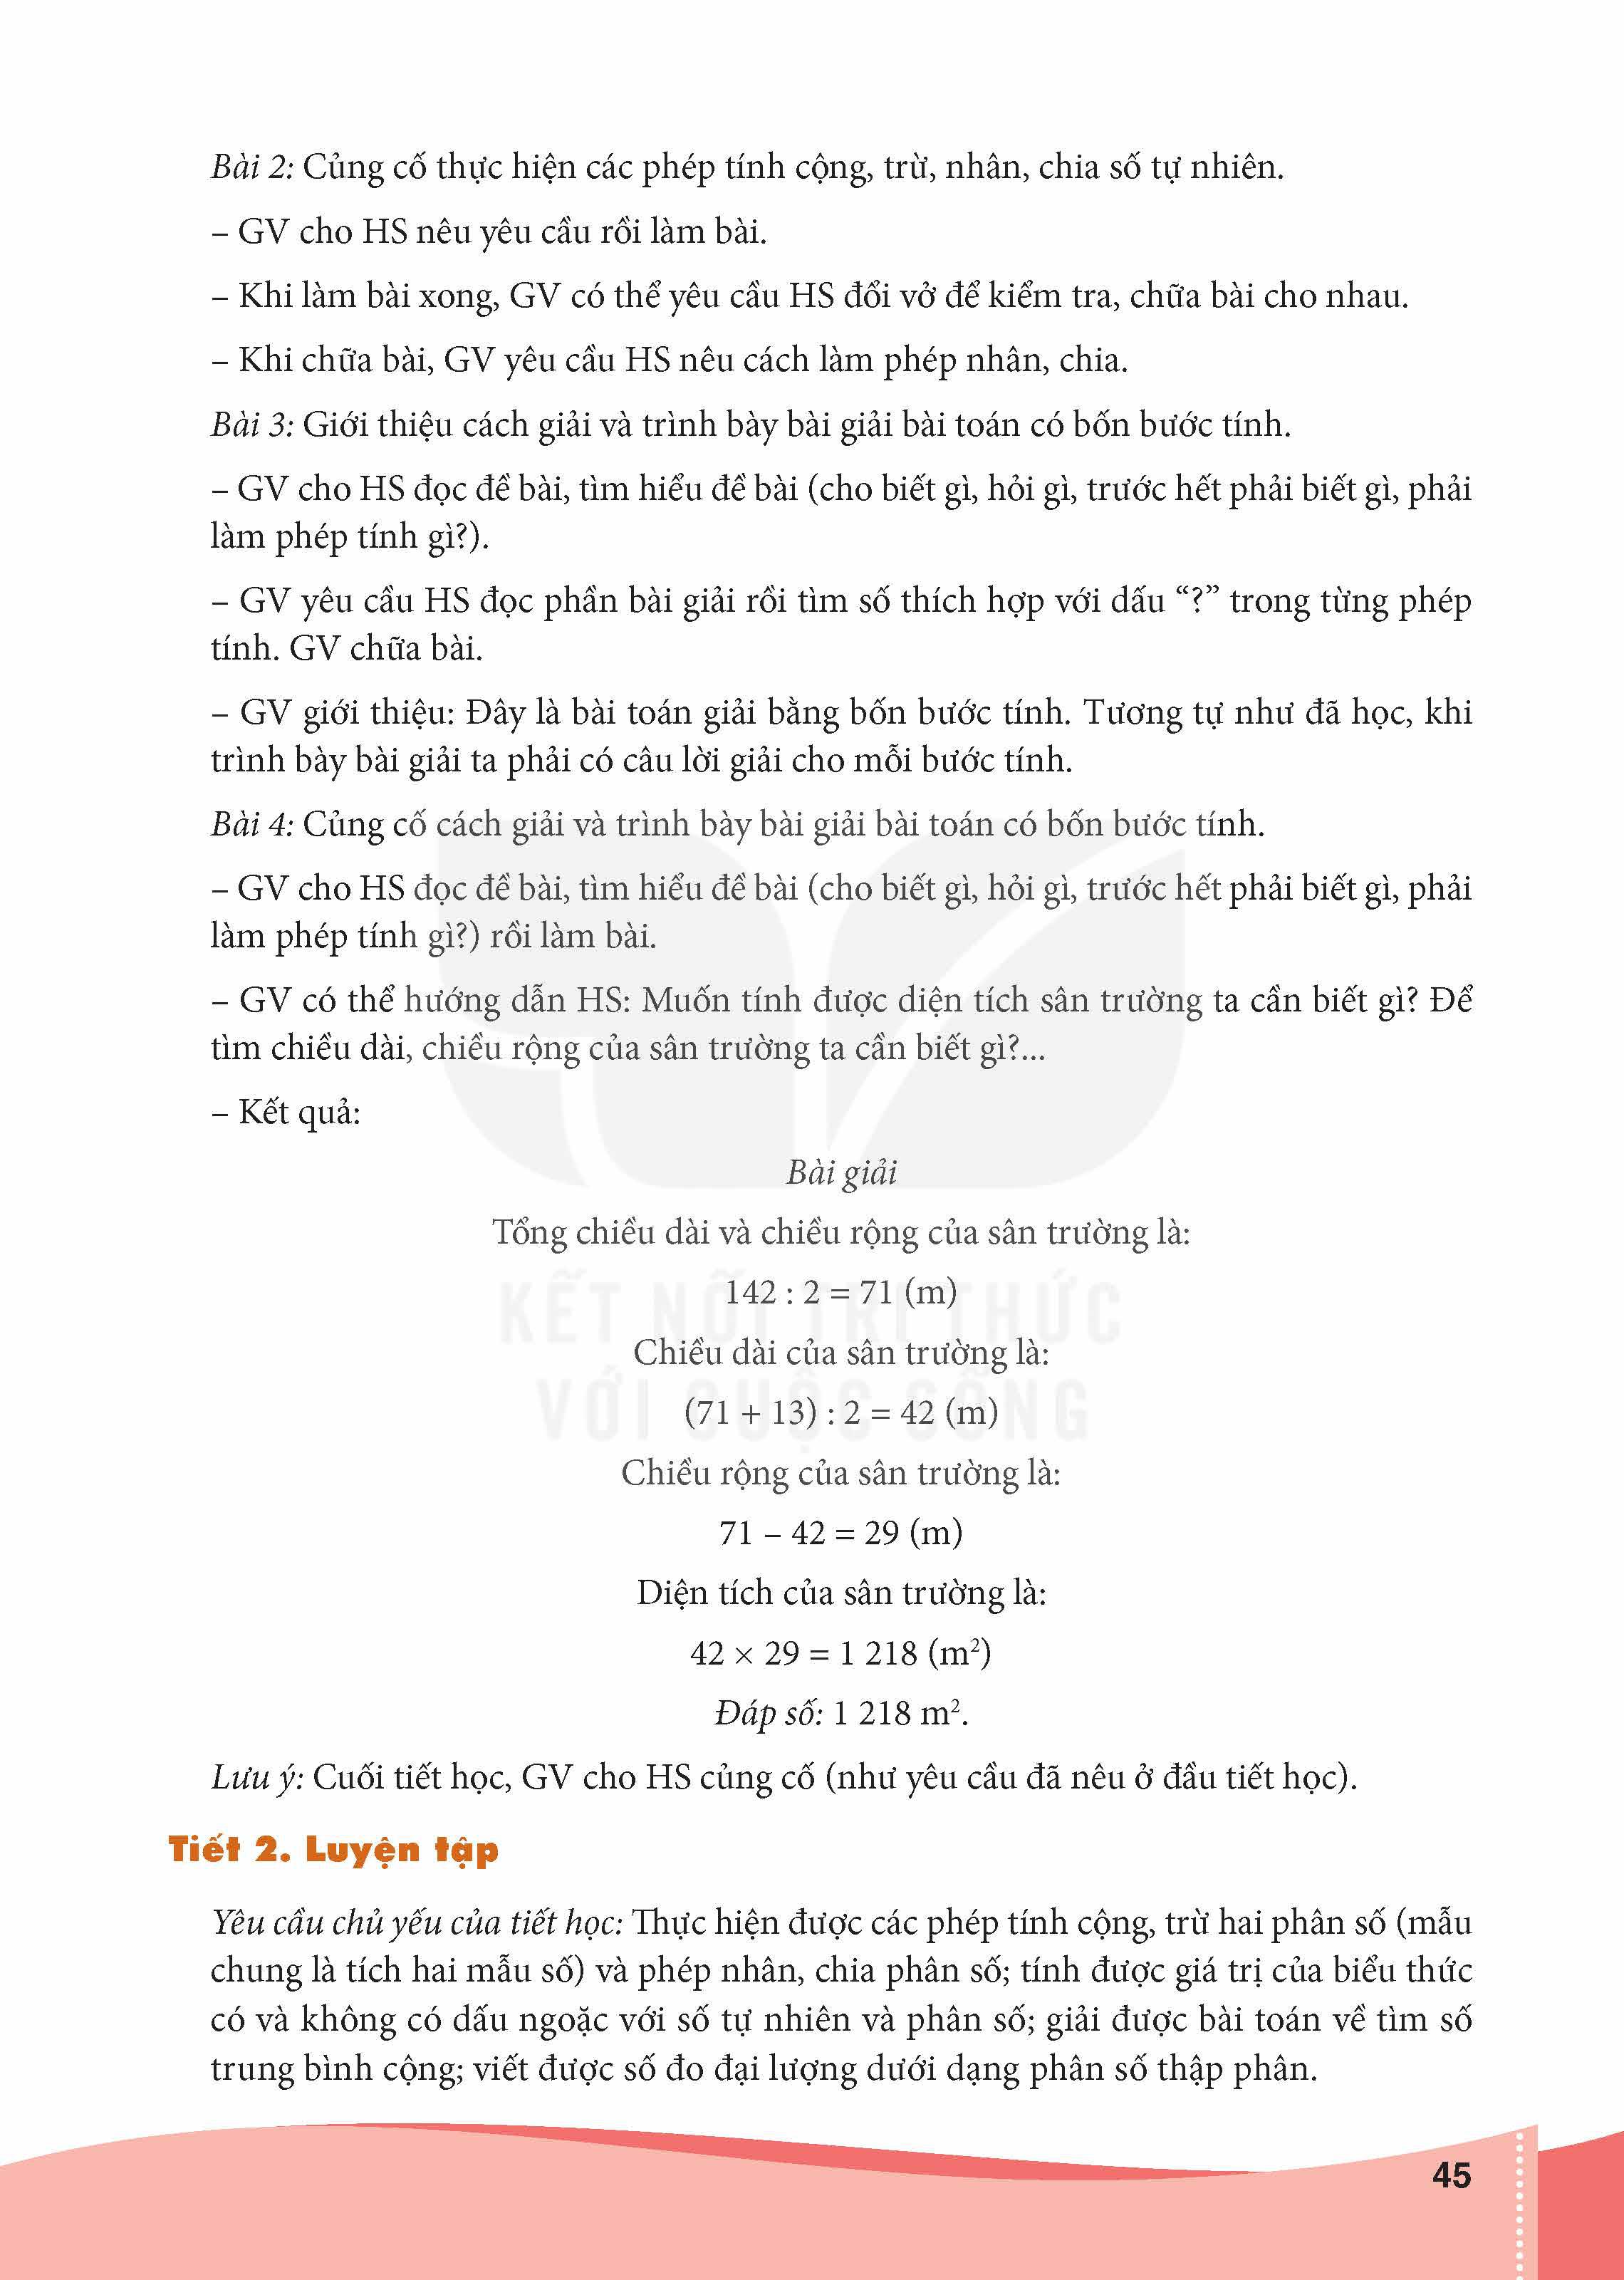 Bài 2: Củng cố thực hiện các phép tính cộng, trừ, nhân, chia số tự nhiên.
– GV cho HS nêu yêu cầu rồi làm bài.
– Khi làm bài xong, GV có thể yêu cầu HS đổi vở để kiểm tra, chữa bài cho nhau.
– Khi chữa bài, GV yêu cầu HS nêu cách làm phép nhân, chia.
Bài 3: Giới thiệu cách giải và trình bày bài giải bài toán có bốn bước tính.
– GV cho HS đọc đề bài, tìm hiểu đề bài (cho biết gì, hỏi gì, trước hết phải biết gì, phải
làm phép tính gì?).
– GV yêu cầu HS đọc phần bài giải rồi tìm số thích hợp với dấu “?” trong từng phép
tính. GV chữa bài.
– GV giới thiệu: Đây là bài toán giải bằng bốn bước tính. Tương tự như đã học, khi
trình bày bài giải ta phải có câu lời giải cho mỗi bước tính.
Bài 4: Củng cố cách giải và trình bày bài giải bài toán có bốn bước tính.
– GV cho HS đọc đề bài, tìm hiểu đề bài (cho biết gì, hỏi gì, trước hết phải biết gì, phải
làm phép tính gì?) rồi làm bài.
– GV có thể hướng dẫn HS: Muốn tính được diện tích sân trường ta cần biết gì? Để
tìm chiều dài, chiều rộng của sân trường ta cần biết gì?...
– Kết quả:
Bài giải
Tổng chiều dài và chiều rộng của sân trường là:
142 : 2 = 71 (m)
KẾT NỐI TRI THỨC
Chiều dài của sân trường là:
VỚI CUỘC SỐNG
(71 + 13) : 2 = 42 (m)
Chiều rộng của sân trường là:
71 – 42 = 29 (m)
Diện tích của sân trường là:
42 × 29 = 1 218 (m²)
Đáp số: 1 218 m².
Lưu ý: Cuối tiết học, GV cho HS củng cố (như yêu cầu đã nêu ở đầu tiết học).
Tiết 2. Luyện tập
Yêu cầu chủ yếu của tiết học: Thực hiện được các phép tính cộng, trừ hai phân số (mẫu
chung là tích hai mẫu số) và phép nhân, chia phân số; tính được giá trị của biểu thức
có và không có dấu ngoặc với số tự nhiên và phân số; giải được bài toán về tìm số
trung bình cộng; viết được số đo đại lượng dưới dạng phân số thập phân.
45